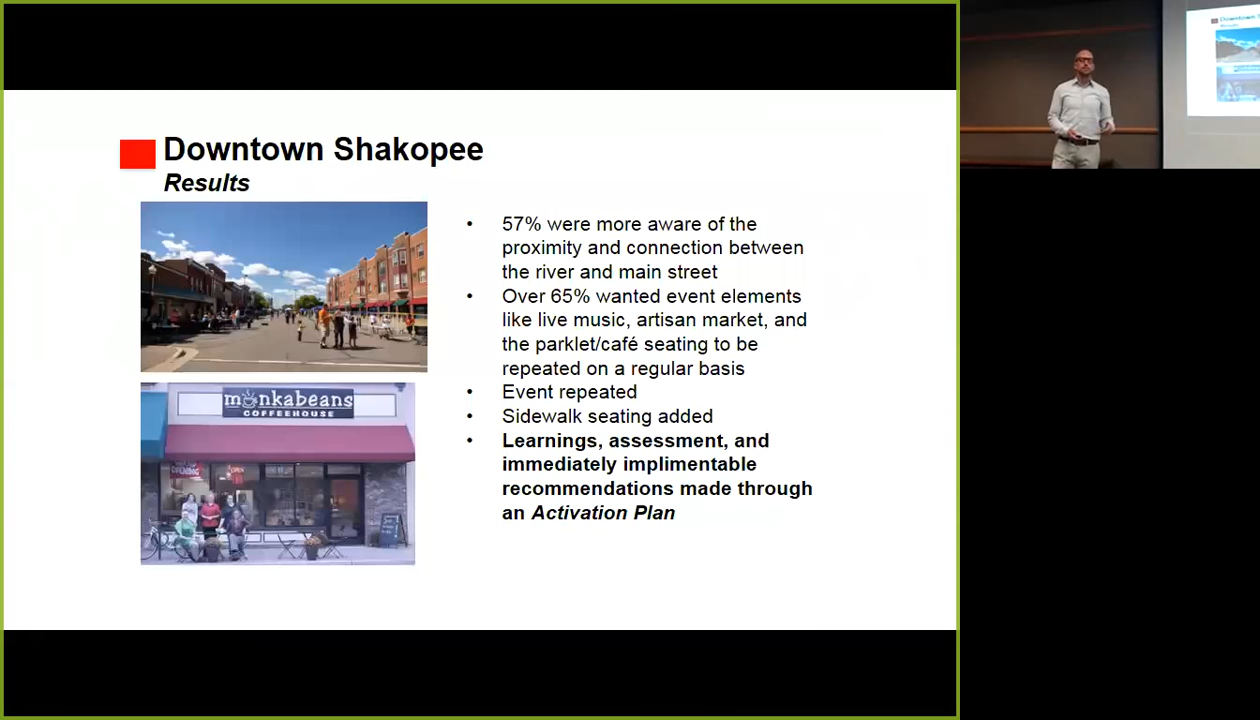 Downtown Shakopee
Results
• 57% were more aware of the
proximity and connection between
the river and main street
• Over 65% wanted event elements
like live music, artisan market, and
the parklet/café seating to be
repeated on a regular basis
• Event repeated
• Sidewalk seating added
• Learnings, assessment, and
immediately implimentable
recommendations made through
an Activation Plan
mnkabeans
COFFEEHOUSE
OPEN